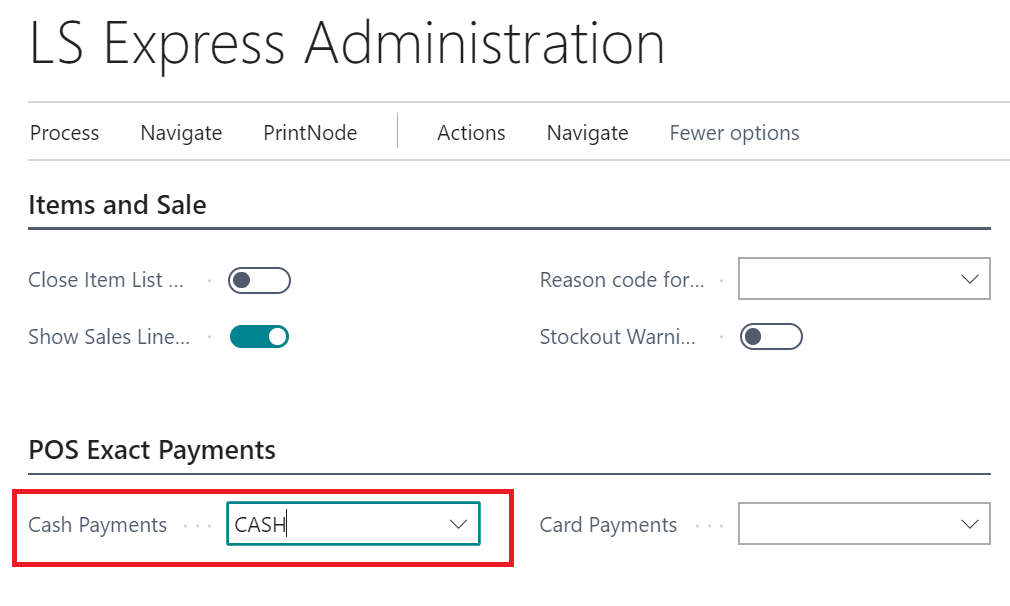 LS Express Administration
Process Navigate PrintNode Actions Navigate Fewer options
Items and Sale
Close Item List ... Reason code for...
Show Sales Line... Stockout Warni...
POS Exact Payments
Cash Payments CASH Card Payments